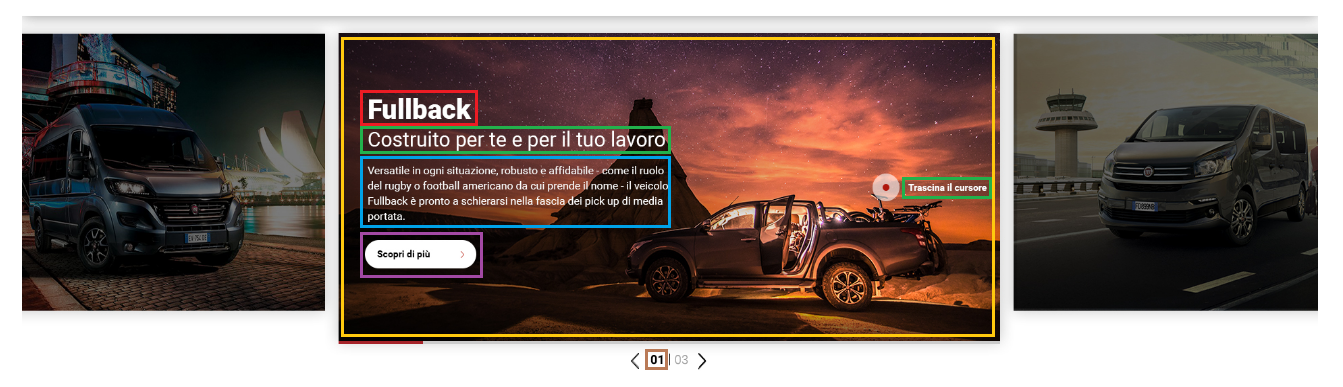 Fullback
Costruito per te e per il tuo lavoro
Versatile in ogni situazione, robusto e affidabile - come il ruolo
del rugby o football americano da cui prende il nome - il veicolo
Fullback è pronto a schierarsi nella fascia dei pick up di media
portata.
Trascina il cursore
Scopri di più
01 | 03